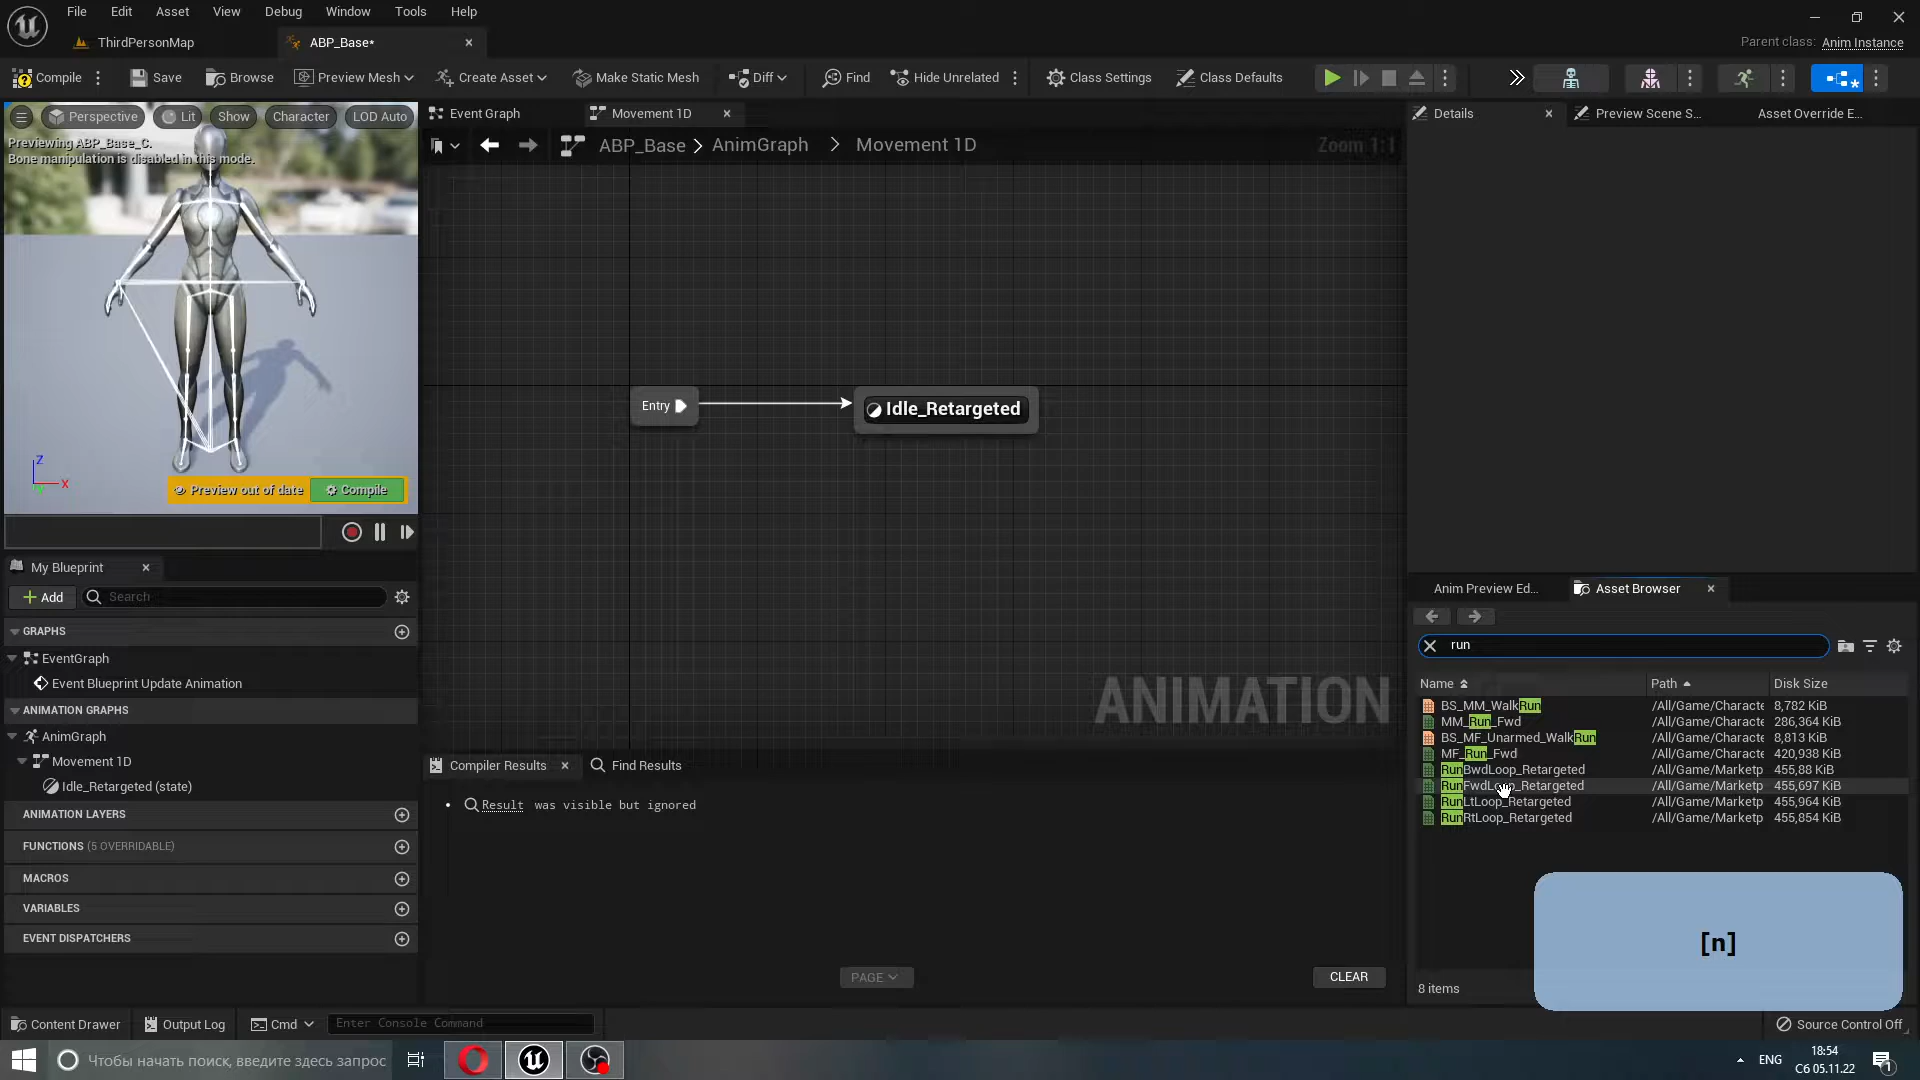 File Edit Asset View Debug Window Tools Help
ThirdPersonMap
ABP_Base*
Parent class: Anim Instance
Compile
Save
Browse
Preview Mesh
Create Asset
Make Static Mesh
Diff
Find
Hide Unrelated
Class Settings
Class Defaults
Perspective
Lit
Show
Character
LOD Auto
Previewing ABP_Base_C.
Bone manipulation is disabled in this mode.
Z
X
Preview out of date
Compile
Event Graph
Movement 1D
ABP_Base > AnimGraph > Movement 1D
Zoom 1:1
Entry
Idle_Retargeted
ANIMATION
Details
Preview Scene S...
Asset Override E...
My Blueprint
Add
Search
GRAPHS
EventGraph
Event Blueprint Update Animation
ANIMATION GRAPHS
AnimGraph
Movement 1D
Idle_Retargeted (state)
ANIMATION LAYERS
FUNCTIONS (5 OVERRIDABLE)
MACROS
VARIABLES
EVENT DISPATCHERS
Compiler Results
Find Results
Result was visible but ignored
PAGE
CLEAR
Anim Preview Ed...
Asset Browser
run
Name Path Disk Size
BS_MM_WalkRun /All/Game/Characte 8,782 KiB
MM_Run_Fwd /All/Game/Characte 286,364 KiB
BS_MF_Unarmed_WalkRun /All/Game/Characte 8,813 KiB
MF_Run_Fwd /All/Game/Characte 420,938 KiB
RunBwdLoop_Retargeted /All/Game/Marketp 455,88 KiB
RunFwdLoop_Retargeted /All/Game/Marketp 455,697 KiB
RunLtLoop_Retargeted /All/Game/Marketp 455,964 KiB
RunRtLoop_Retargeted /All/Game/Marketp 455,854 KiB
[n]
8 items
Content Drawer
Output Log
Cmd
Enter Console Command
Source Control Off
Чтобы начать поиск, введите здесь запрос
ENG
18:54
Сб 05.11.22
1